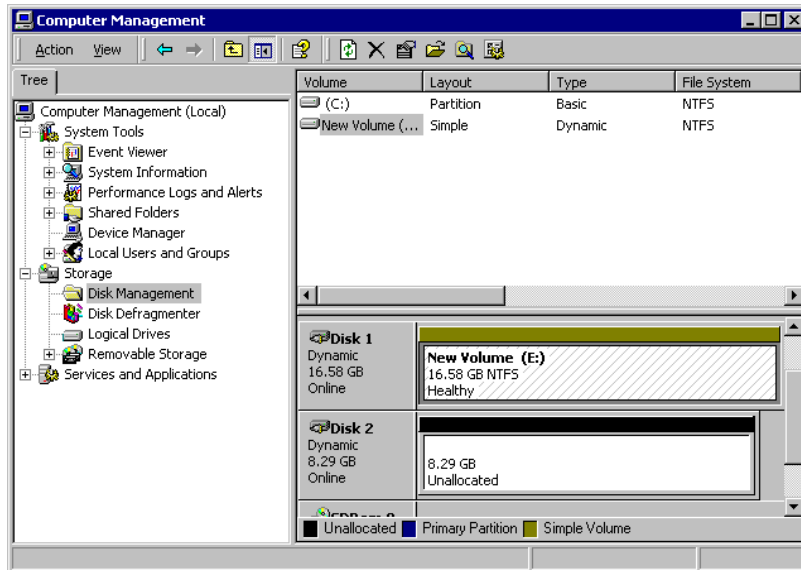 Computer Management
Action View
Tree
Computer Management (Local)
System Tools
Event Viewer
System Information
Performance Logs and Alerts
Shared Folders
Device Manager
Local Users and Groups
Storage
Disk Management
Disk Defragmenter
Logical Drives
Removable Storage
Services and Applications
Volume Layout Type File System
(C:) Partition Basic NTFS
New Volume (... Simple Dynamic NTFS
Disk 1
Dynamic
16.58 GB
Online
New Volume (E:)
16.58 GB NTFS
Healthy
Disk 2
Dynamic
8.29 GB
Online
8.29 GB
Unallocated
Unallocated Primary Partition Simple Volume